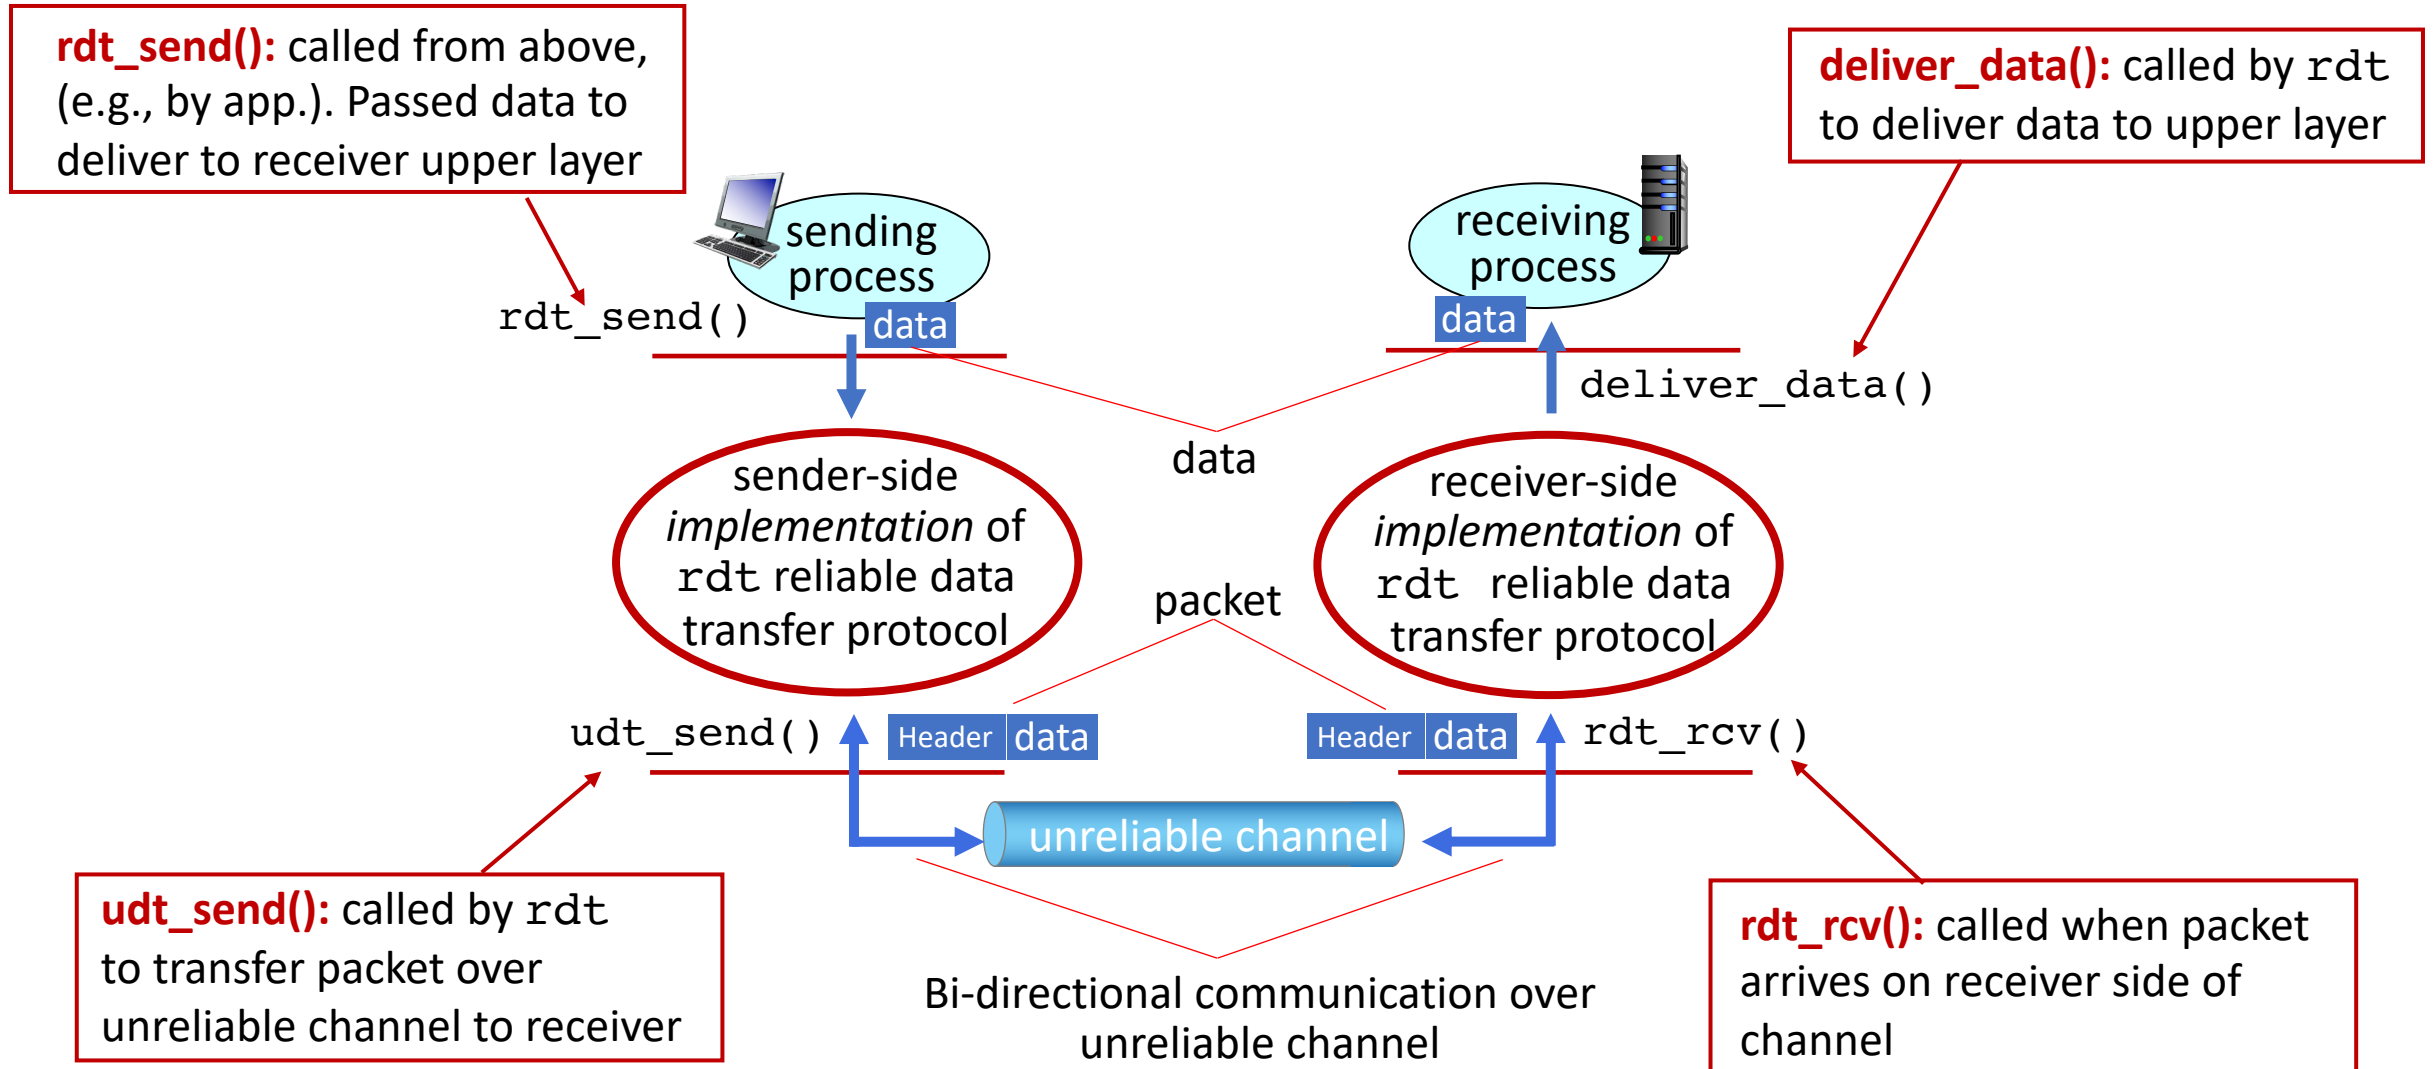 rdt_send(): called from above,
(e.g., by app.). Passed data to
deliver to receiver upper layer
deliver_data(): called by rdt
to deliver data to upper layer
sending
process
receiving
process
rdt_send()
data
data
deliver_data()
data
sender-side
implementation of
rdt reliable data
transfer protocol
receiver-side
implementation of
rdt reliable data
transfer protocol
packet
udt_send()
Header data
Header data
rdt_rcv()
unreliable channel
udt_send(): called by rdt
to transfer packet over
unreliable channel to receiver
Bi-directional communication over
unreliable channel
rdt_rcv(): called when packet
arrives on receiver side of
channel